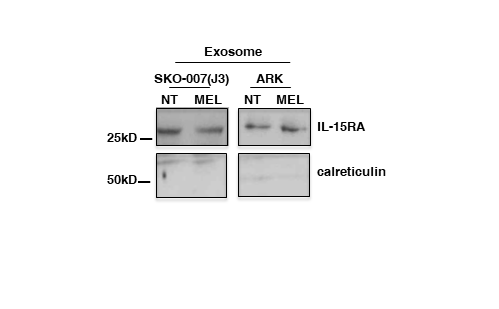 Exosome
SKO-007(J3) ARK
NT MEL NT MEL
IL-15RA
25kD
calreticulin
50kD